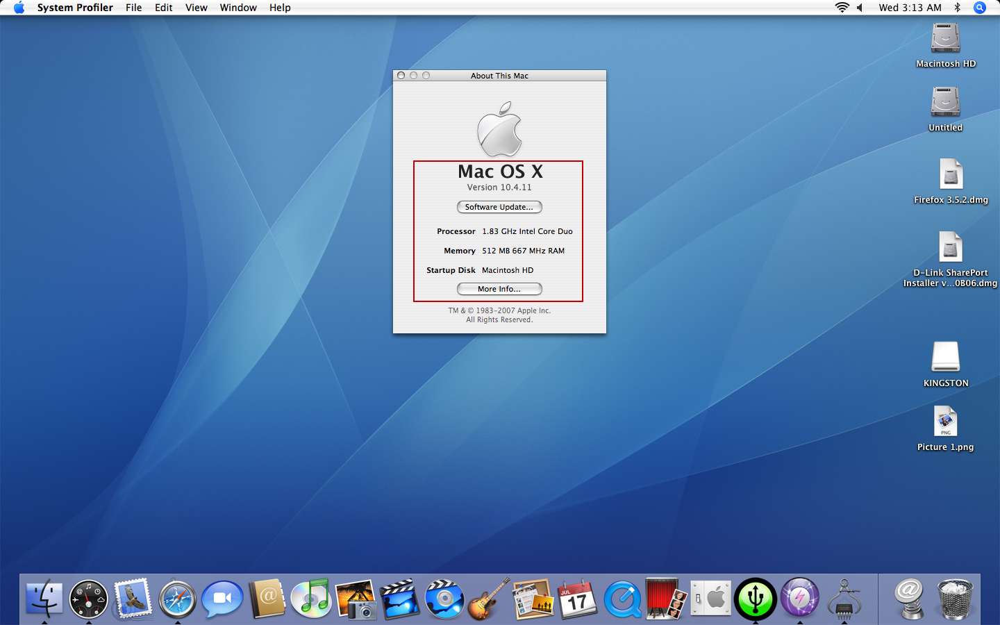 System Profiler File Edit View Window Help Wed 3:13 AM
Macintosh HD
Untitled
Firefox 3.5.2.dmg
D-Link SharePort
Installer v...0B06.dmg
KINGSTON
PNG
Picture 1.png
About This Mac
Mac OS X
Version 10.4.11
Software Update...
Processor 1.83 GHz Intel Core Duo
Memory 512 MB 667 MHz RAM
Startup Disk Macintosh HD
More Info...
TM & © 1983-2007 Apple Inc.
All Rights Reserved.
JUL
17